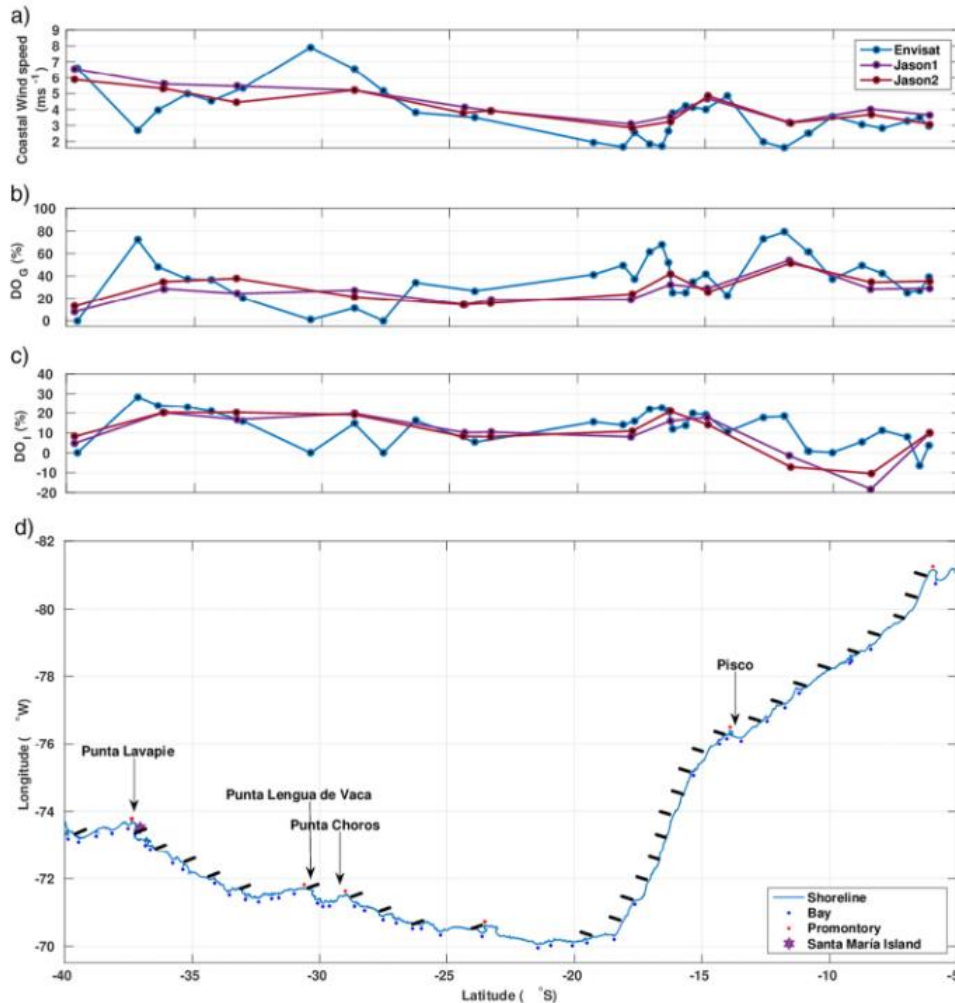 a)
9
8
7
6
5
4
3
2
Coastal Wind speed
(ms -1)
Envisat
Jason1
Jason2
b)
100
80
60
40
20
0
DO G (%)
c)
40
30
20
10
0
-10
-20
DO I (%)
d)
-82
-80
-78
-76
-74
-72
-70
Longitude ( °W)
Pisco
Punta Lavapie
Punta Lengua de Vaca
Punta Choros
Shoreline
Bay
Promontory
Santa María Island
-40 -35 -30 -25 -20 -15 -10 -5
Latitude ( °S)